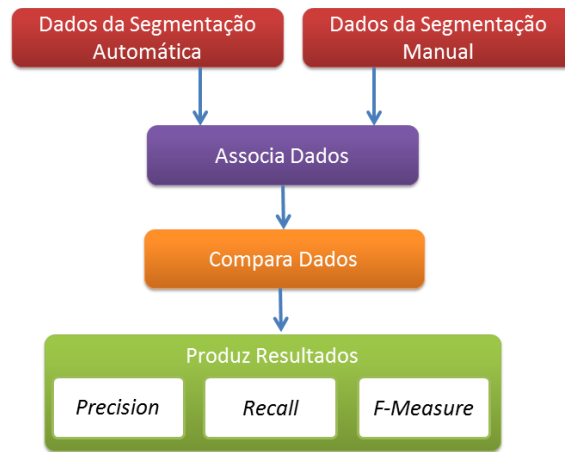 Dados da Segmentação
Automática
Dados da Segmentação
Manual
Associa Dados
Compara Dados
Produz Resultados
Precision
Recall
F-Measure